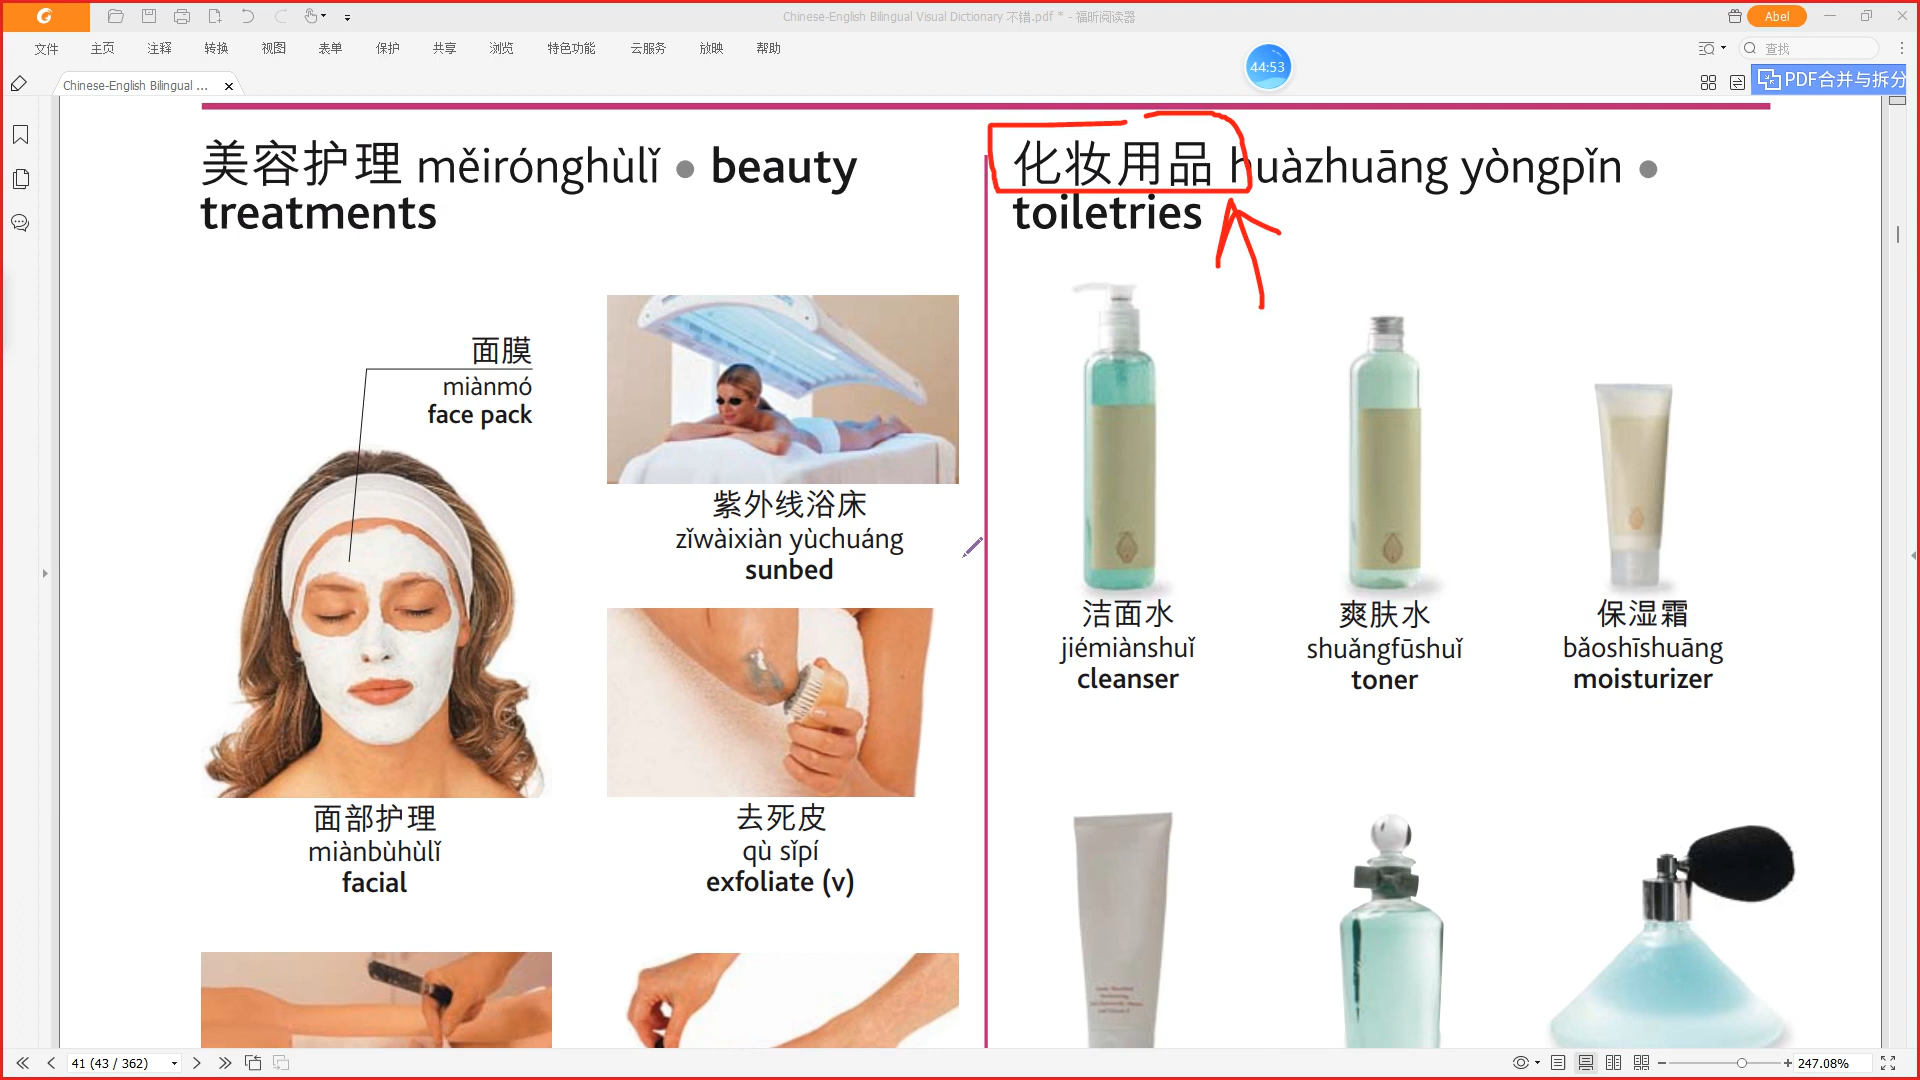 Chinese-English Bilingual Visual Dictionary 不错.pdf * - 福昕阅读器
Abel
文件 主页 注释 转换 视图 表单 保护 共享 浏览 特色功能 云服务 放映 帮助
44:53
查找
Chinese-English Bilingual ...
PDF合并与拆分
美容护理 měirónghùlǐ ● beauty
treatments
化妆用品 huàzhuāng yòngpǐn ●
toiletries
面膜
miànmó
face pack
紫外线浴床
zǐwàixiàn yùchuáng
sunbed
面部护理
miànbùhùlǐ
facial
去死皮
qù sǐpí
exfoliate (v)
洁面水
jiémiànshuǐ
cleanser
爽肤水
shuǎngfūshuǐ
toner
保湿霜
bǎoshīshuāng
moisturizer
41 (43 / 362)
247.08%